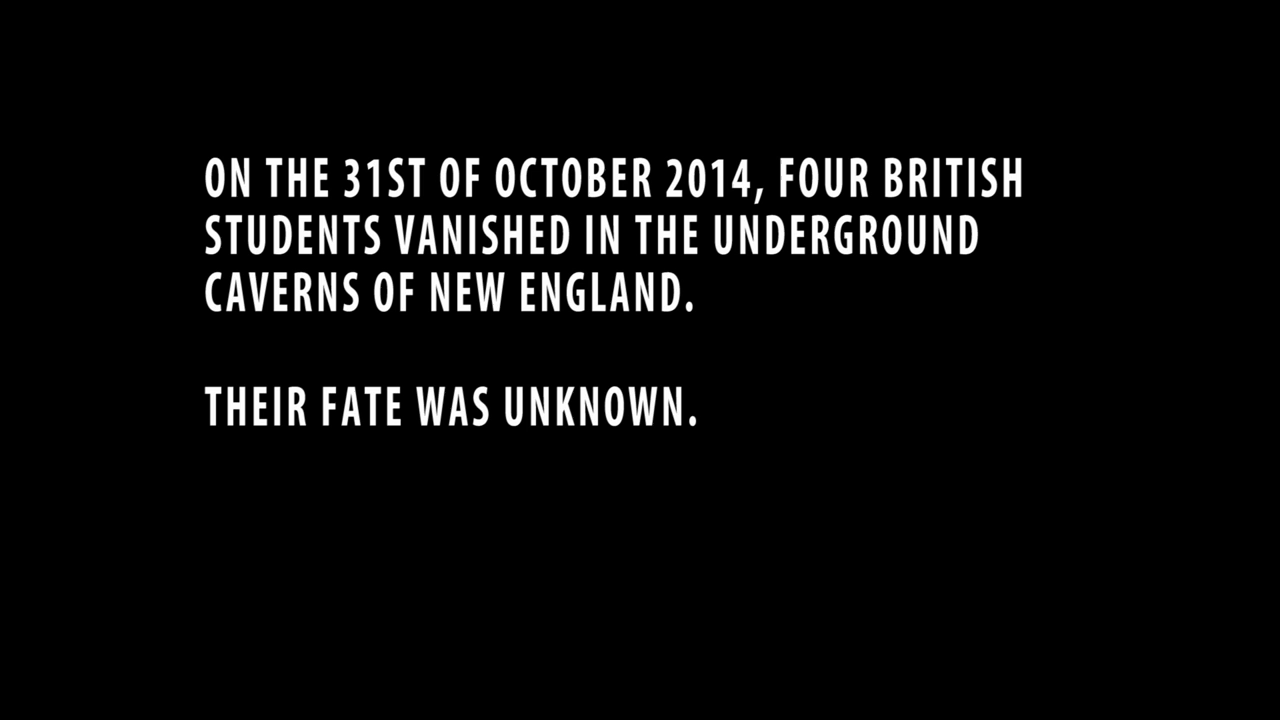 ON THE 31ST OF OCTOBER 2014, FOUR BRITISH
STUDENTS VANISHED IN THE UNDERGROUND
CAVERNS OF NEW ENGLAND.
THEIR FATE WAS UNKNOWN.